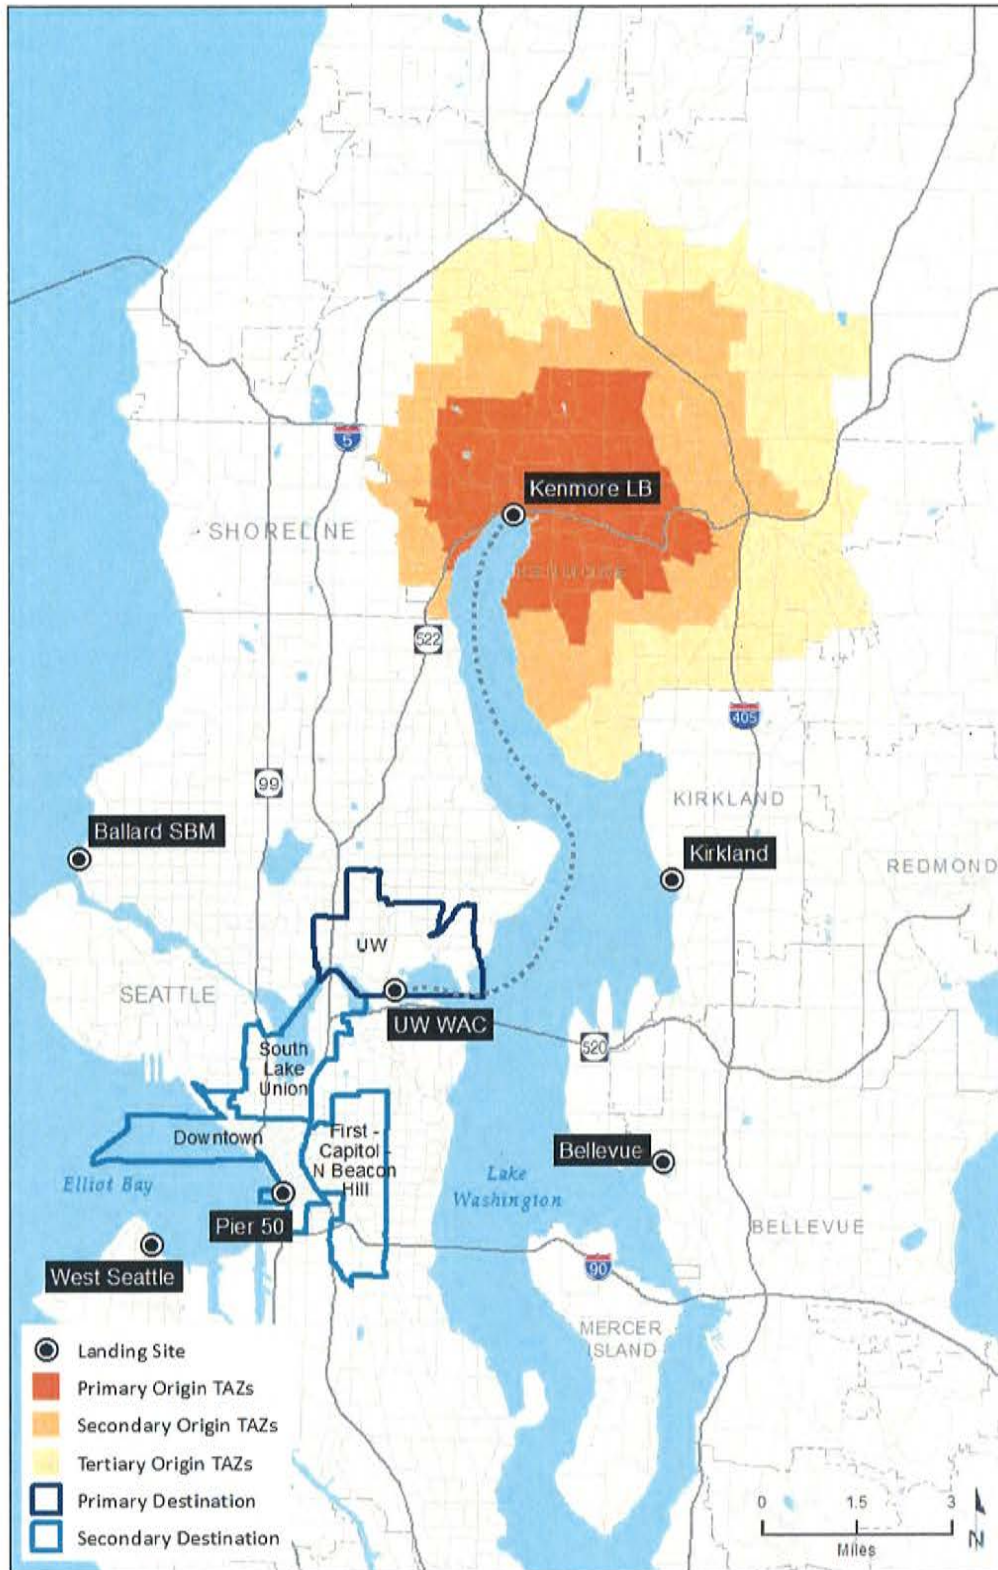 5
Kenmore LB
SHORELINE
KENMORE
522
405
99
KIRKLAND
Ballard SBM
Kirkland
REDMOND
UW
SEATTLE
UW WAC
520
South
Lake
Union
Downtown
First -
Capitol -
N Beacon
Hill
Bellevue
Elliot Bay
Lake
Washington
Pier 50
BELLEVUE
West Seattle
90
MERCER
ISLAND
Landing Site
Primary Origin TAZs
Secondary Origin TAZs
Tertiary Origin TAZs
Primary Destination
Secondary Destination
0 1.5 3
Miles
N